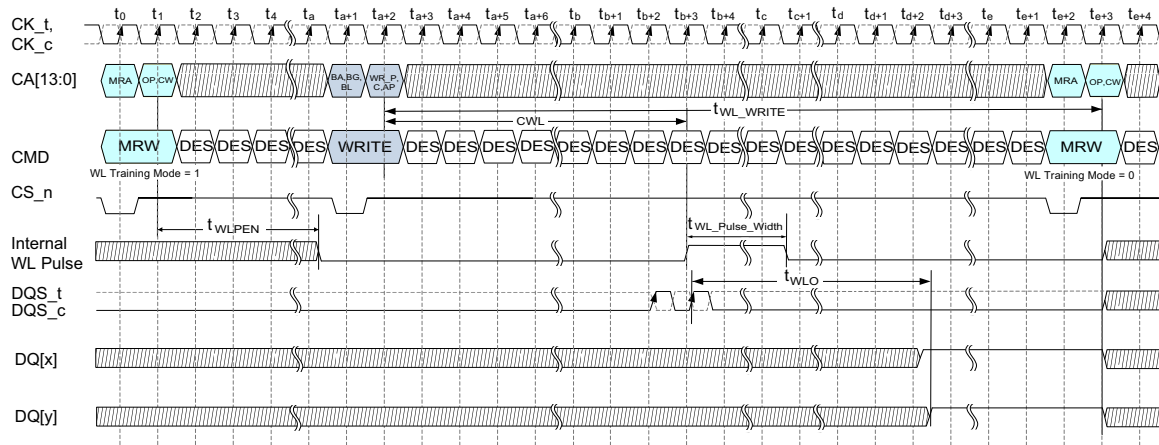 CK_t, t0 t1 t2 t3 t4 ta ta+1 ta+2 ta+3 ta+4 ta+5 ta+6 tb tb+1 tb+2 tb+3 tb+4 tc tc+1 td td+1 td+2 td+3 te te+1 te+2 te+3 te+4
CK_c
CA[13:0] MRA OP,CW BA,BG, BL WR_P, C,AP MRA OP,CW
tWL_WRITE
CWL
CMD MRW DES DES DES DES WRITE DES DES DES DES DES DES DES DES DES DES DES DES DES DES DES DES DES MRW DES
WL Training Mode = 1 WL Training Mode = 0
CS_n
tWLPEN tWL_Pulse_Width
Internal
WL Pulse
tWLO
DQS_t
DQS_c
DQ[x]
DQ[y]